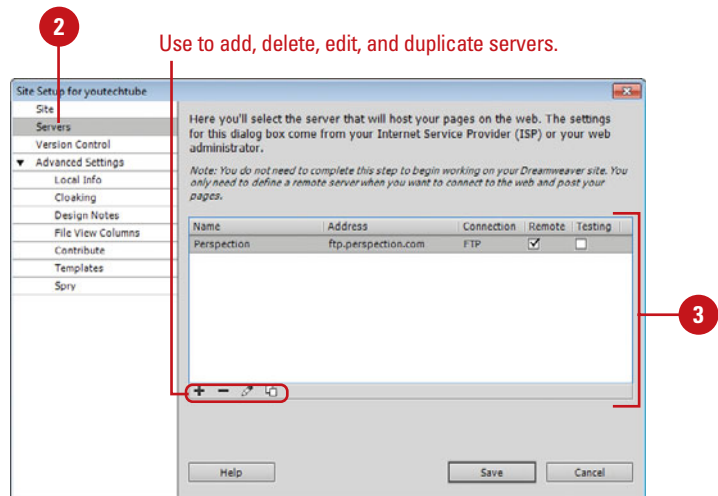 2
Use to add, delete, edit, and duplicate servers.
Site Setup for youtechtube
Site
Servers
Version Control
Advanced Settings
Local Info
Cloaking
Design Notes
File View Columns
Contribute
Templates
Spry
Here you'll select the server that will host your pages on the web. The settings
for this dialog box come from your Internet Service Provider (ISP) or your web
administrator.
Note: You do not need to complete this step to begin working on your Dreamweaver site. You
only need to define a remote server when you want to connect to the web and post your
pages.
Name Address Connection Remote Testing
Perspection ftp.perspection.com FTP
3
Help Save Cancel